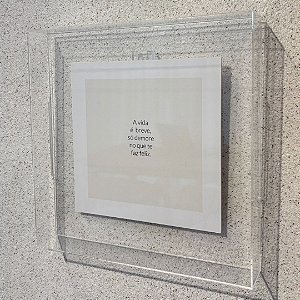 A vida
é breve,
só demore
no que te
faz feliz.